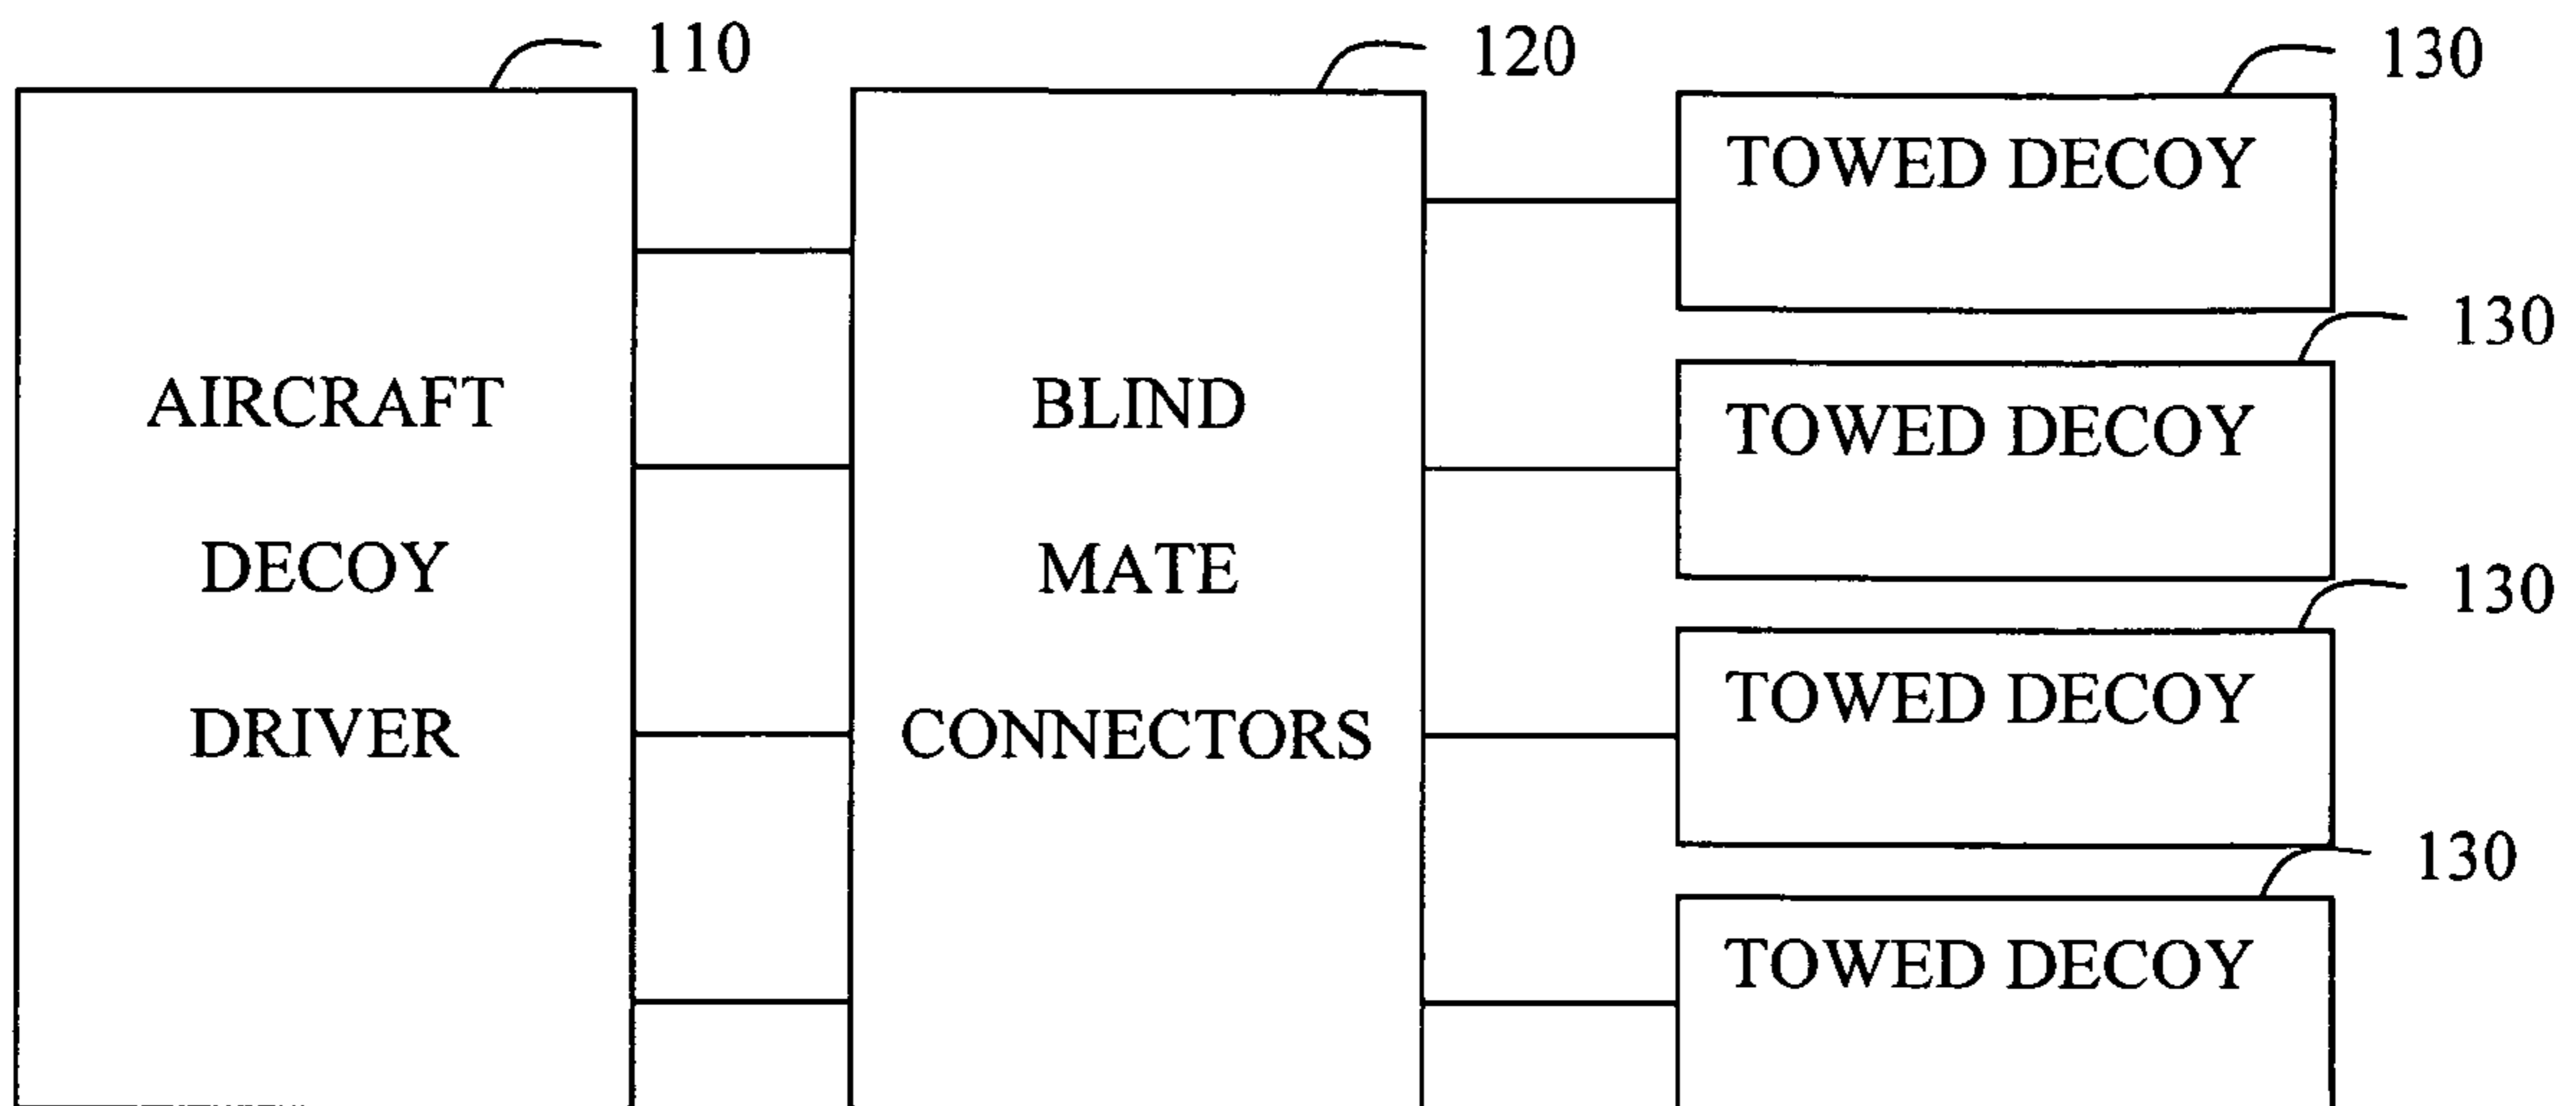 110
120
130
TOWED DECOY
130
AIRCRAFT
DECOY
DRIVER
BLIND
MATE
CONNECTORS
TOWED DECOY
130
TOWED DECOY
130
TOWED DECOY